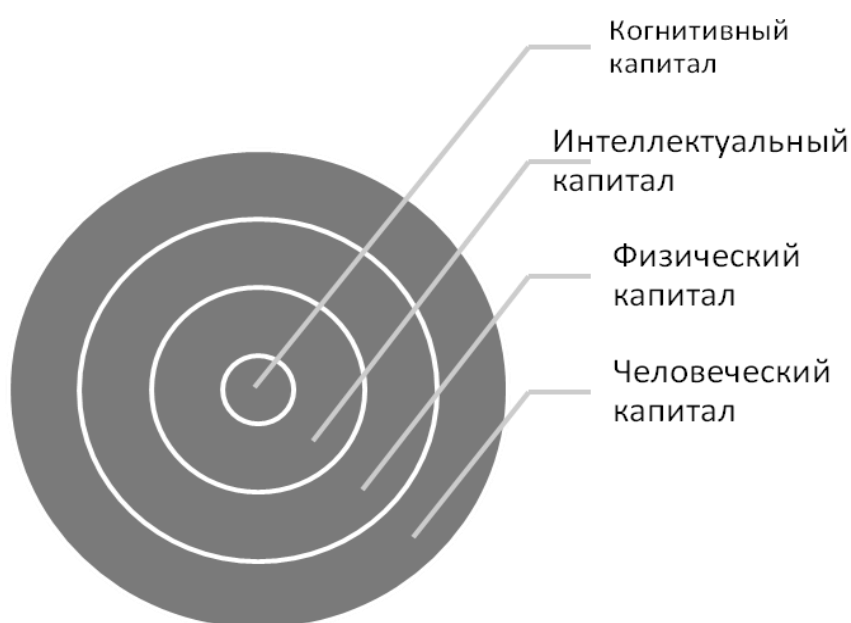 Когнитивный
капитал
Интеллектуальный
капитал
Физический
капитал
Человеческий
капитал